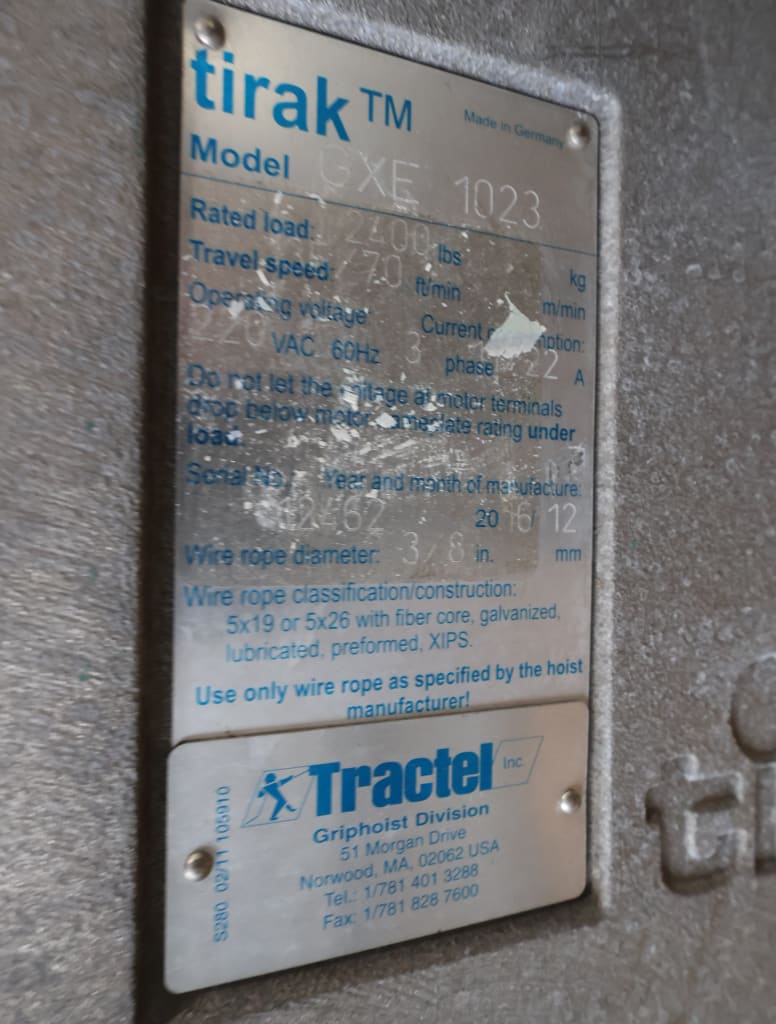 tirak™
Made in Germany
Model GXE 1023
Rated load: 2400 lbs kg
Travel speed: /70 ft/min m/min
Operating voltage: Current consumption:
220 VAC 60Hz 3 phase 22 A
Do not let the voltage at motor terminals
drop below motor nameplate rating under
load.
Serial No.: Year and month of manufacture:
20 16/12
Wire rope diameter: 3/8 in. mm
Wire rope classification/construction:
5x19 or 5x26 with fiber core, galvanized,
lubricated, preformed, XIPS.
Use only wire rope as specified by the hoist
manufacturer!
Tractel Inc.
Griphoist Division
51 Morgan Drive
Norwood, MA, 02062 USA
Tel.: 1/781 401 3288
Fax: 1/781 828 7600
S280 02/11 105910